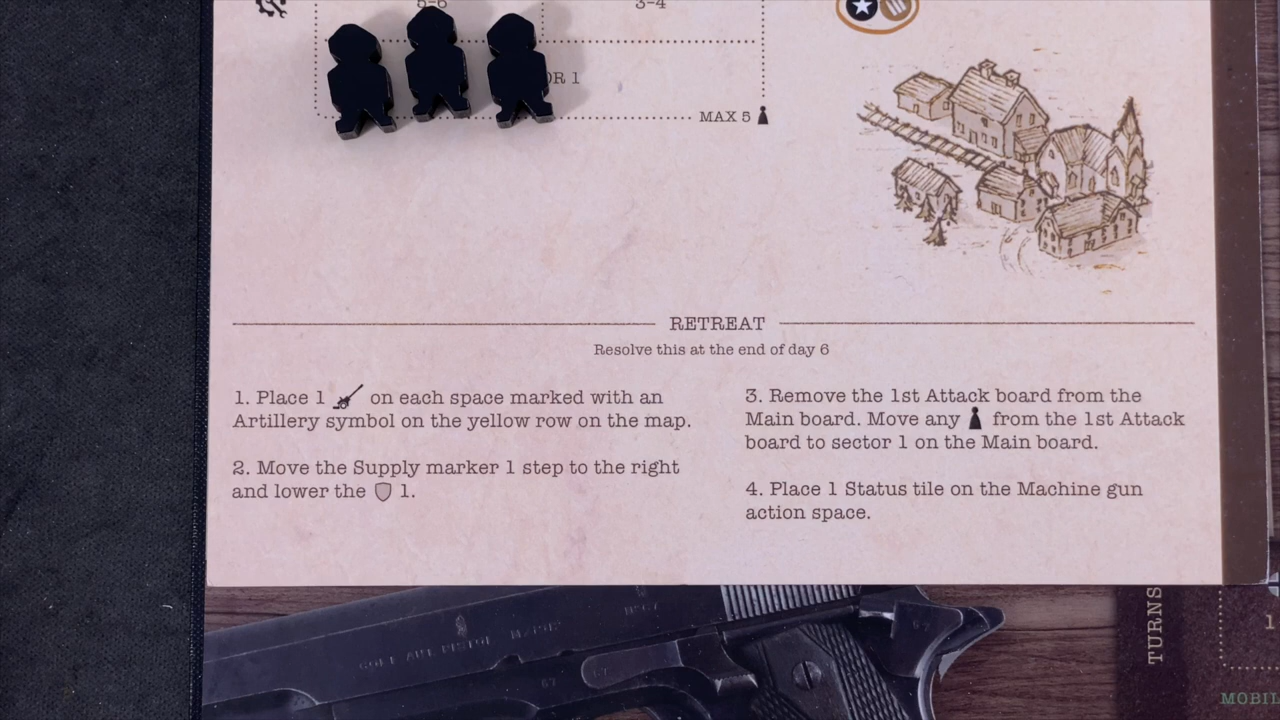 5-6
3-4
OR 1
MAX 5
RETREAT
Resolve this at the end of day 6
1. Place 1 on each space marked with an
Artillery symbol on the yellow row on the map.
2. Move the Supply marker 1 step to the right
and lower the 1.
3. Remove the 1st Attack board from the
Main board. Move any from the 1st Attack
board to sector 1 on the Main board.
4. Place 1 Status tile on the Machine gun
action space.
COLT
TURNS
1
MOBIL